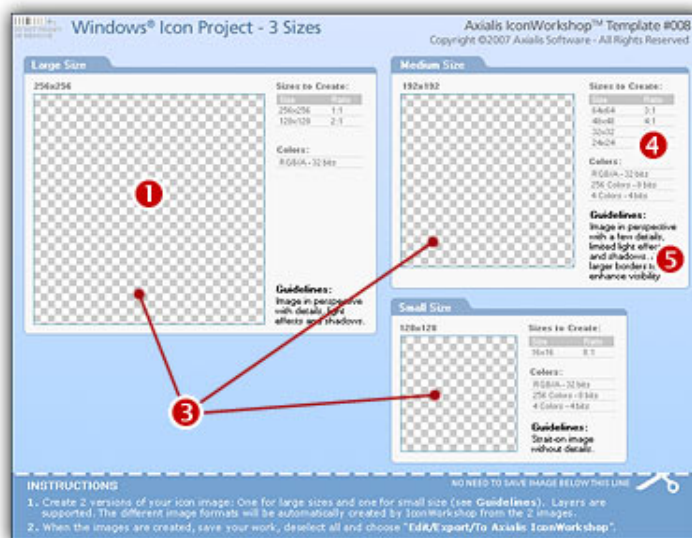 Windows® Icon Project - 3 Sizes
Axialis IconWorkshop™ Template #008
Copyright ©2007 Axialis Software - All Rights Reserved
Large Size
256x256
Sizes to Create:
Size Ratio
256x256 1:1
128x128 2:1
Colors:
RGB/A - 32 bits
Guidelines:
Image in perspective
with details, light
effects and shadows.
1
Medium Size
192x192
Sizes to Create:
Size Ratio
64x64 3:1
48x48 4:1
32x32
24x24
4
Colors:
RGB/A - 32 bits
256 Colors - 8 bits
4 Colors - 4 bits
Guidelines:
Image in perspective
with a few details,
limited light
and shadows.
larger borders
enhance visibility
5
Small Size
128x128
Sizes to Create:
Size Ratio
16x16 8:1
Colors:
RGB/A - 32 bits
256 Colors - 8 bits
4 Colors - 4 bits
Guidelines:
Strait-on image
without details.
3
INSTRUCTIONS
NO NEED TO SAVE IMAGE BELOW THIS LINE
1. Create 2 versions of your icon image: One for large sizes and one for small size (see Guidelines). Layers are
supported. The different image formats will be automatically created by IconWorkshop from the 2 images.
2. When the images are created, save your work, deselect all and choose "Edit/Export/To Axialis IconWorkshop".